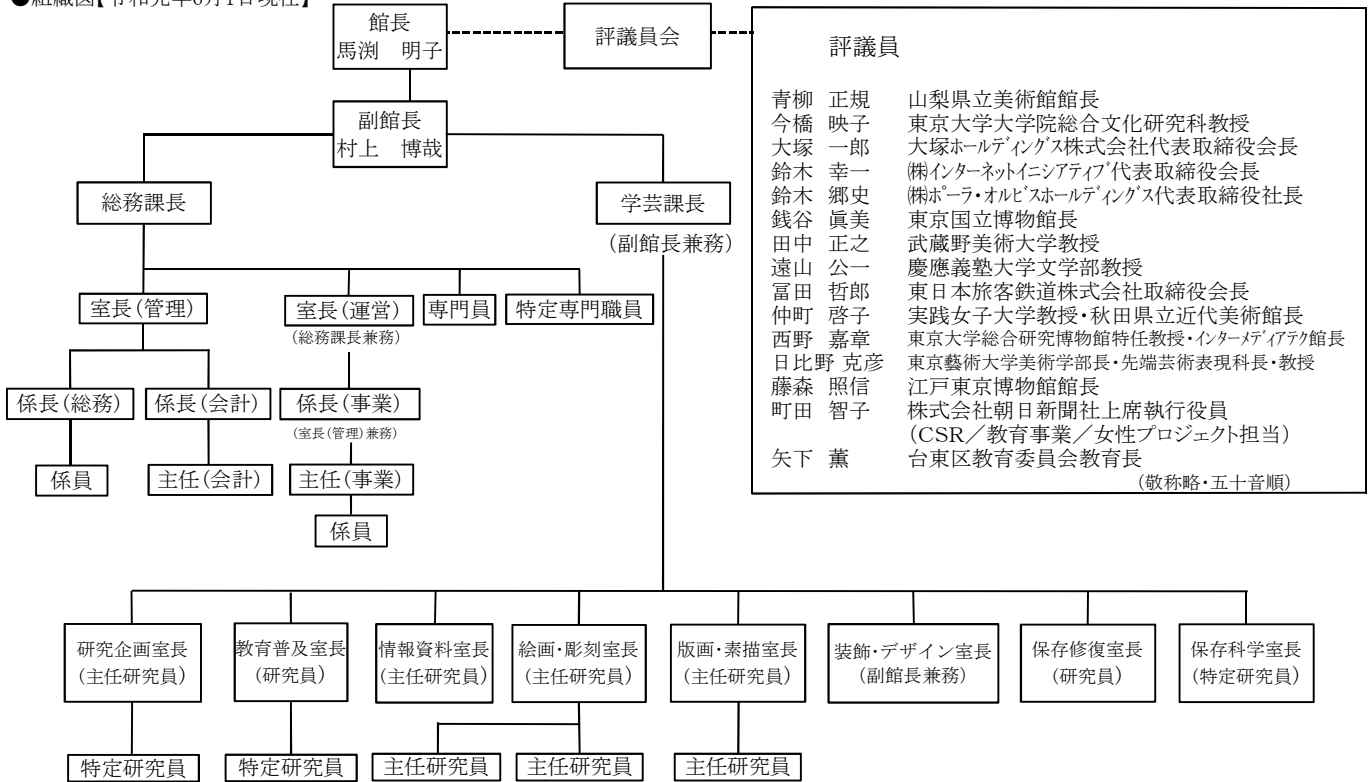 ●組織図【令和元年6月1日現在】
館長
馬渕 明子
評議員会
副館長
村上 博哉
総務課長
学芸課長
(副館長兼務)
室長(管理)
室長(運営)
(総務課長兼務)
専門員
特定専門職員
係長(総務)
係長(会計)
係長(事業)
(室長(管理)兼務)
係員
主任(会計)
主任(事業)
係員
評議員
青柳 正規 山梨県立美術館館長
今橋 映子 東京大学大学院総合文化研究科教授
大塚 一郎 大塚ホールディングス株式会社代表取締役会長
鈴木 幸一 ㈱インターネットイニシアティブ代表取締役会長
鈴木 郷史 ㈱ポーラ・オルビスホールディングス代表取締役社長
銭谷 眞美 東京国立博物館長
田中 正之 武蔵野美術大学教授
遠山 公一 慶應義塾大学文学部教授
冨田 哲郎 東日本旅客鉄道株式会社取締役会長
仲町 啓子 実践女子大学教授・秋田県立近代美術館長
西野 嘉章 東京大学総合研究博物館特任教授・インターメディアテク館長
日比野 克彦 東京藝術大学美術学部長・先端芸術表現科長・教授
藤森 照信 江戸東京博物館館長
町田 智子 株式会社朝日新聞社上席執行役員
(CSR／教育事業／女性プロジェクト担当)
矢下 薫 台東区教育委員会教育長
(敬称略・五十音順)
研究企画室長
(主任研究員)
教育普及室長
(研究員)
情報資料室長
(主任研究員)
絵画・彫刻室長
(主任研究員)
版画・素描室長
(主任研究員)
装飾・デザイン室長
(副館長兼務)
保存修復室長
(研究員)
保存科学室長
(特定研究員)
特定研究員
特定研究員
主任研究員
主任研究員
主任研究員